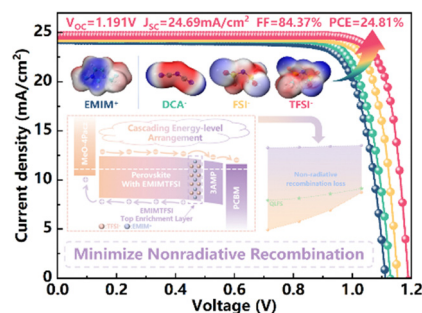 V_OC=1.191V J_SC=24.69mA/cm² FF=84.37% PCE=24.81%
EMIM⁺ DCA⁻ FSI⁻ TFSI⁻
Cascading Energy-level
Arrangement
Perovskite
With EMIMTFSI
3AMP
PCBM
EMIMTFSI
Top Enrichment Layer
EMIM⁺
Non-radiative
recombination loss
Minimize Nonradiative Recombination
Current density (mA/cm²)
25
20
15
10
5
0
0.0 0.2 0.4 0.6 0.8 1.0 1.2
Voltage (V)